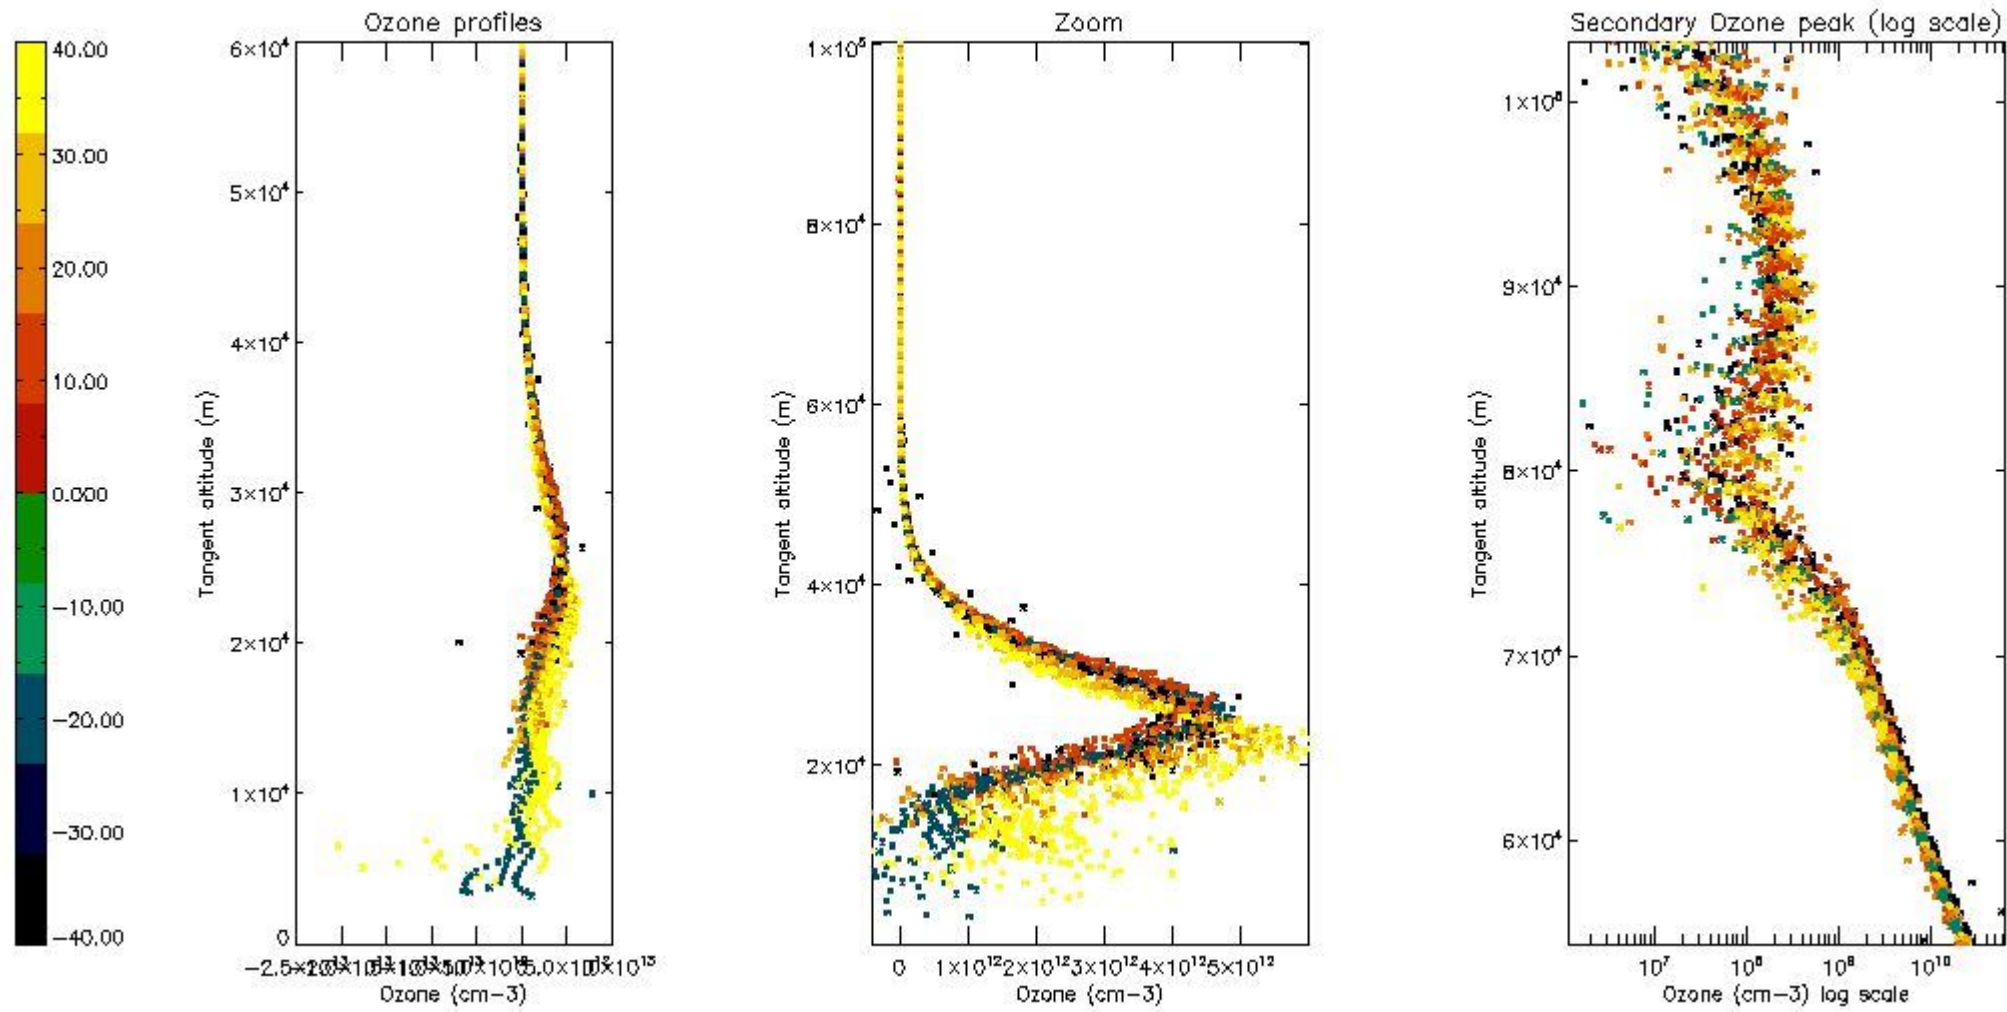 Ozone profiles
Zoom
Secondary Ozone peak (log scale)
40.00
30.00
20.00
10.00
−10.00
−20.00
−30.00
−40.00
6×10⁴
5×10⁴
4×10⁴
3×10⁴
2×10⁴
1×10⁴
0
Tangent altitude (m)
Ozone (cm−3)
1×10⁵
8×10⁴
6×10⁴
4×10⁴
2×10⁴
Tangent altitude (m)
0 1×10¹² 2×10¹² 3×10¹² 4×10¹² 5×10¹²
Ozone (cm−3)
1×10⁵
9×10⁴
8×10⁴
7×10⁴
6×10⁴
Tangent altitude (m)
10⁷ 10⁸ 10⁹ 10¹⁰
Ozone (cm−3) log scale